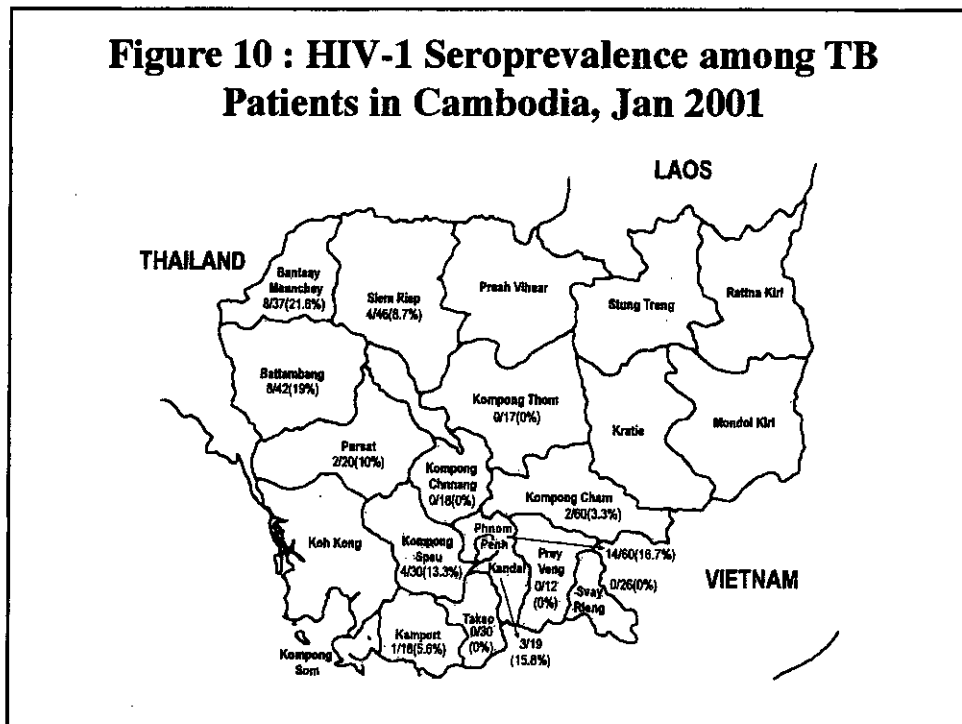 Figure 10 : HIV-1 Seroprevalence among TB
Patients in Cambodia, Jan 2001
LAOS
THAILAND
Bantaay
Meanchey
8/37(21.6%)
Siem Riap
4/46(8.7%)
Preah Vihear
Stung Treng
Rattna Kiri
Battambang
8/42(19%)
Kompong Thom
0/17(0%)
Kratie
Mondol Kiri
Pursat
2/20(10%)
Kompong
Chnnang
0/18(0%)
Kompong Cham
2/60(3.3%)
Koh Kong
Kompong
Speu
4/30(13.3%)
Phnom
Penh
Kandal
Prey
Veng
0/12
(0%)
14/60(16.7%)
0/26(0%)
Svay
Rieng
VIETNAM
Kampott
1/18(5.6%)
Takeo
0/30
(0%)
3/19
(15.8%)
Kompong
Som